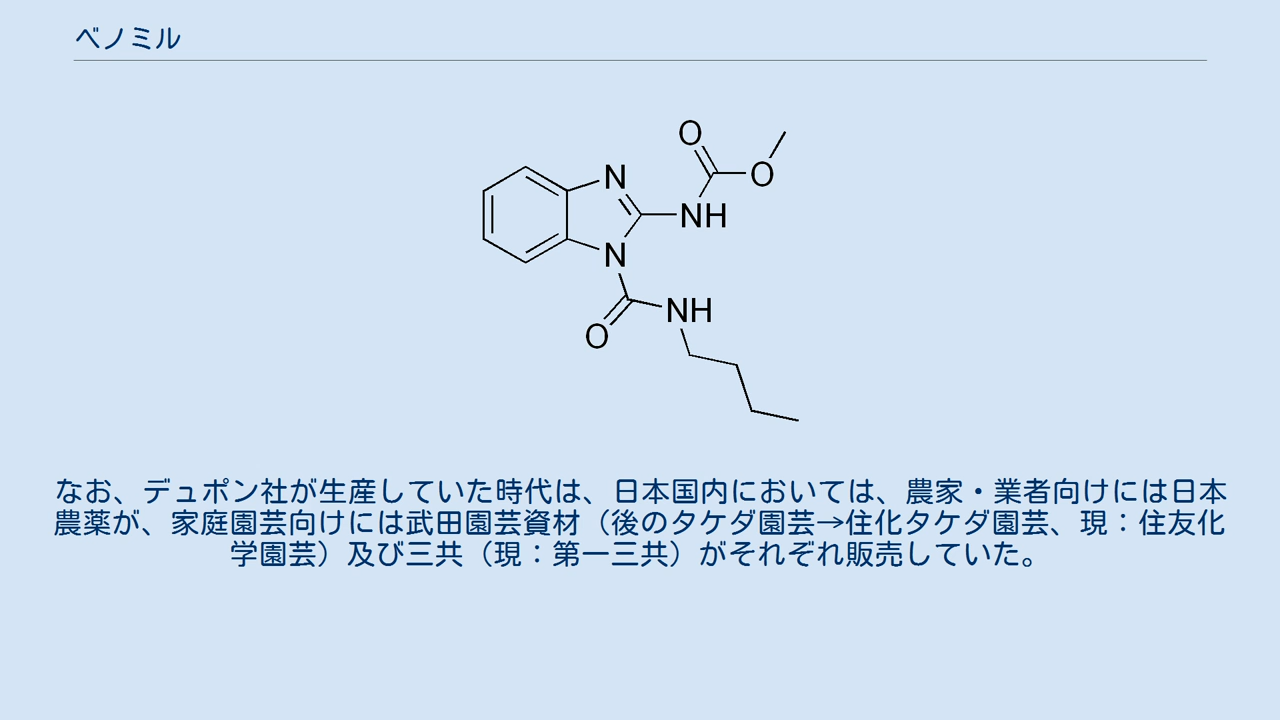 ベノミル
O
N
O
NH
N
NH
O
なお、デュポン社が生産していた時代は、日本国内においては、農家・業者向けには日本
農薬が、家庭園芸向けには武田園芸資材（後のタケダ園芸→住化タケダ園芸、現：住友化
学園芸）及び三共（現：第一三共）がそれぞれ販売していた。